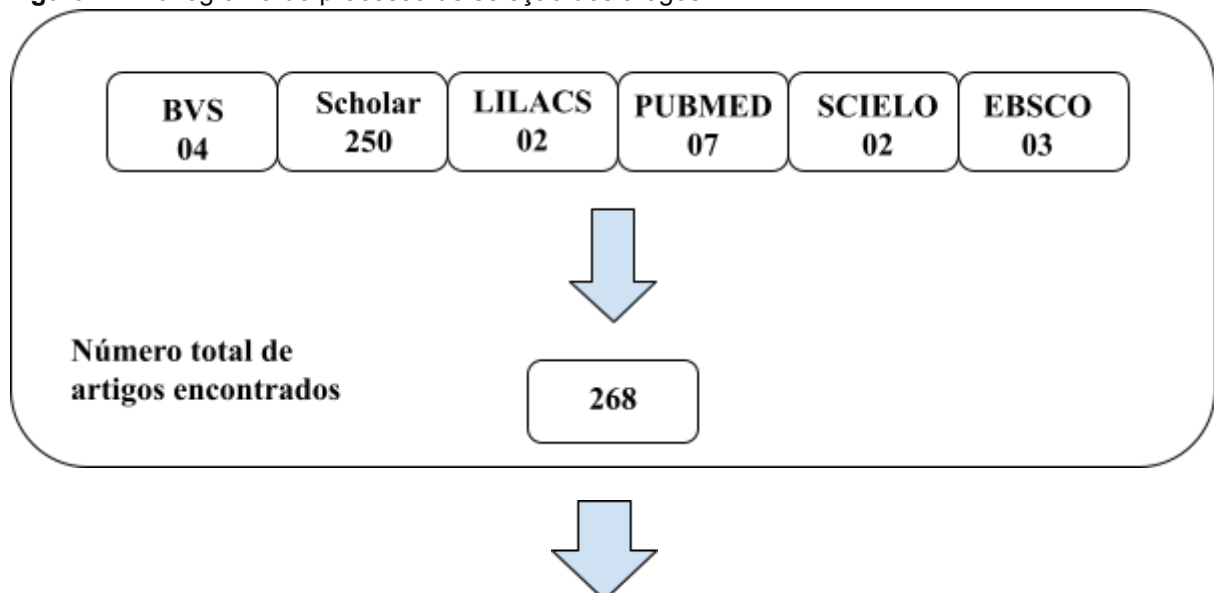 BVS
04
Scholar
250
LILACS
02
PUBMED
07
SCIELO
02
EBSCO
03
Número total de
artigos encontrados
268